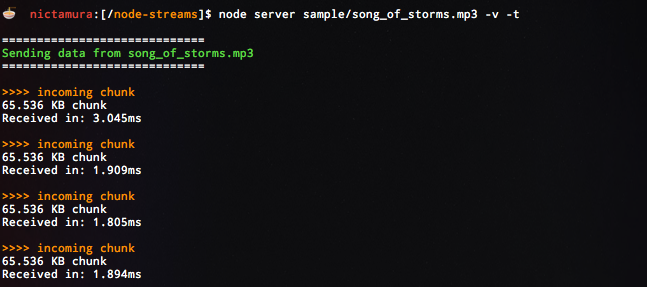 nictamura:[/node-streams]$ node server sample/song_of_storms.mp3 -v -t
============================
Sending data from song_of_storms.mp3
============================
>>>> incoming chunk
65.536 KB chunk
Received in: 3.045ms
>>>> incoming chunk
65.536 KB chunk
Received in: 1.909ms
>>>> incoming chunk
65.536 KB chunk
Received in: 1.805ms
>>>> incoming chunk
65.536 KB chunk
Received in: 1.894ms